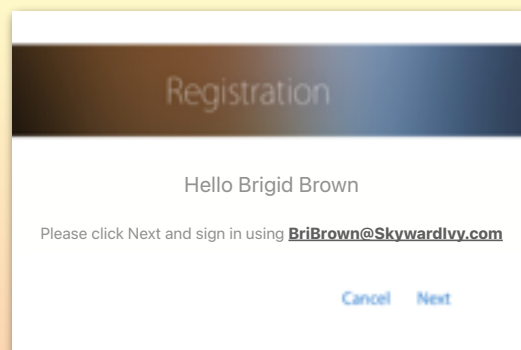 Registration
Hello Brigid Brown
Please click Next and sign in using BriBrown@SkywardIvy.com
Cancel Next